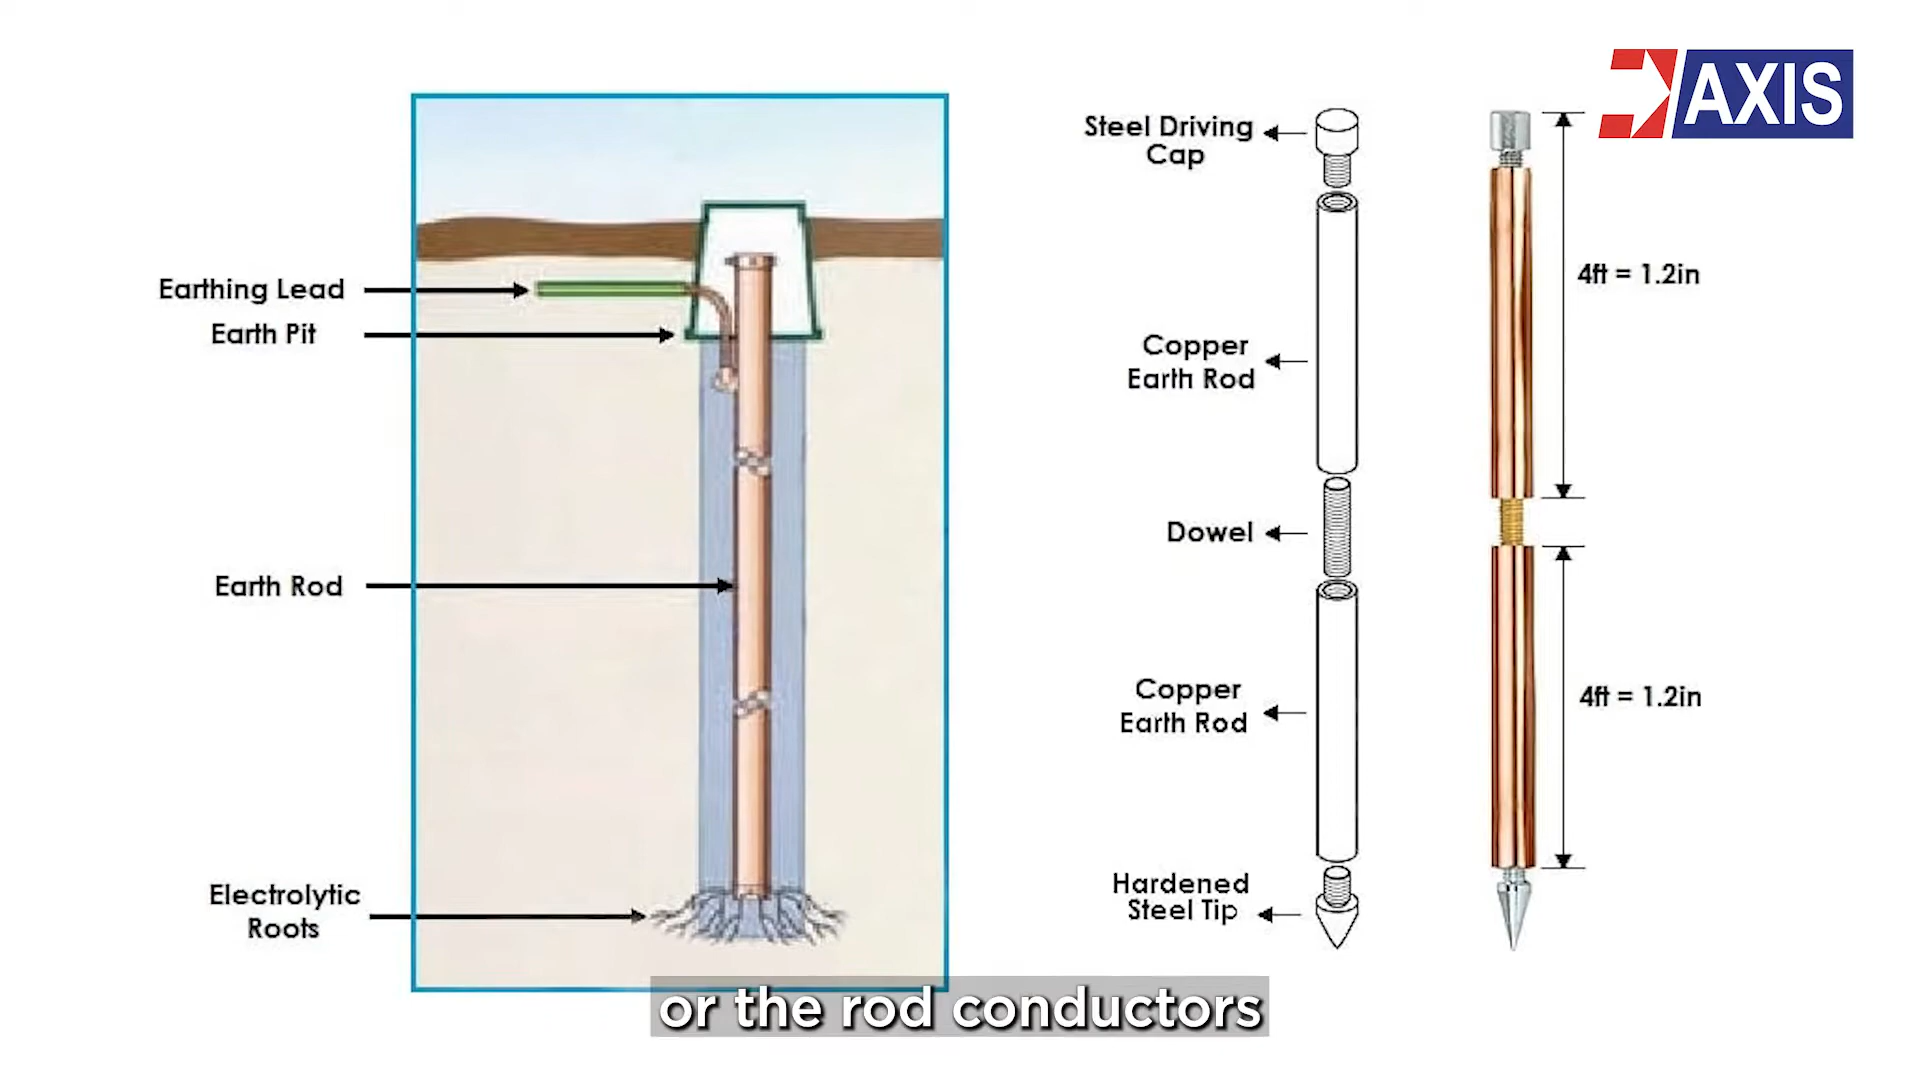 AXIS
Earthing Lead
Earth Pit
Earth Rod
Electrolytic
Roots
Steel Driving
Cap
Copper
Earth Rod
Dowel
Copper
Earth Rod
Hardened
Steel Tip
4ft = 1.2in
4ft = 1.2in
or the rod conductors